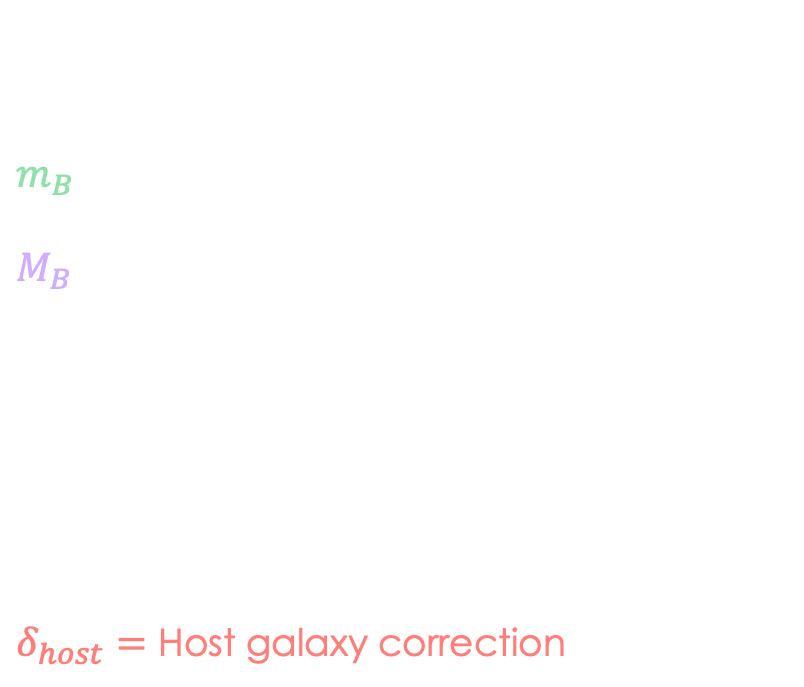 m_B
M_B
δ_host = Host galaxy correction